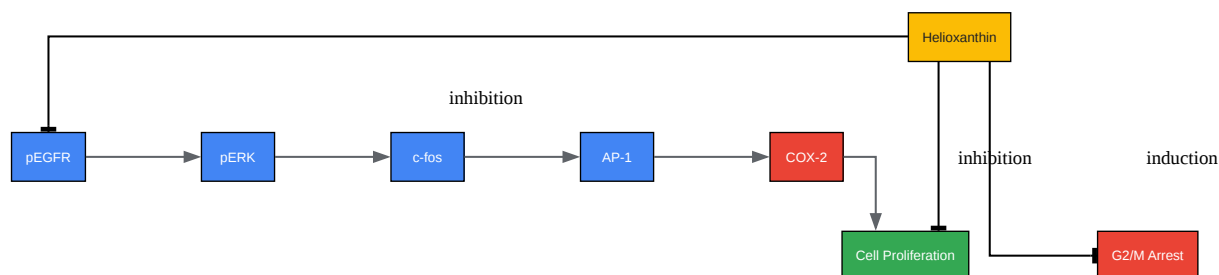 Helioxanthin
inhibition
pEGFR
pERK
c-fos
AP-1
COX-2
inhibition
induction
Cell Proliferation
G2/M Arrest